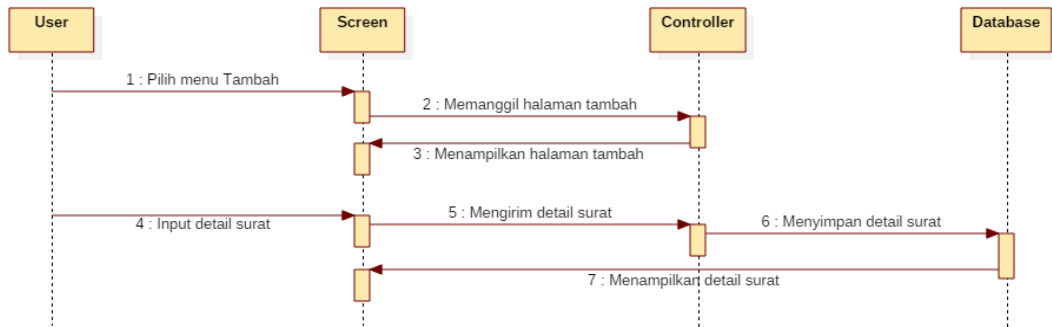 User
Screen
Controller
Database
1 : Pilih menu Tambah
2 : Memanggil halaman tambah
3 : Menampilkan halaman tambah
4 : Input detail surat
5 : Mengirim detail surat
6 : Menyimpan detail surat
7 : Menampilkan detail surat